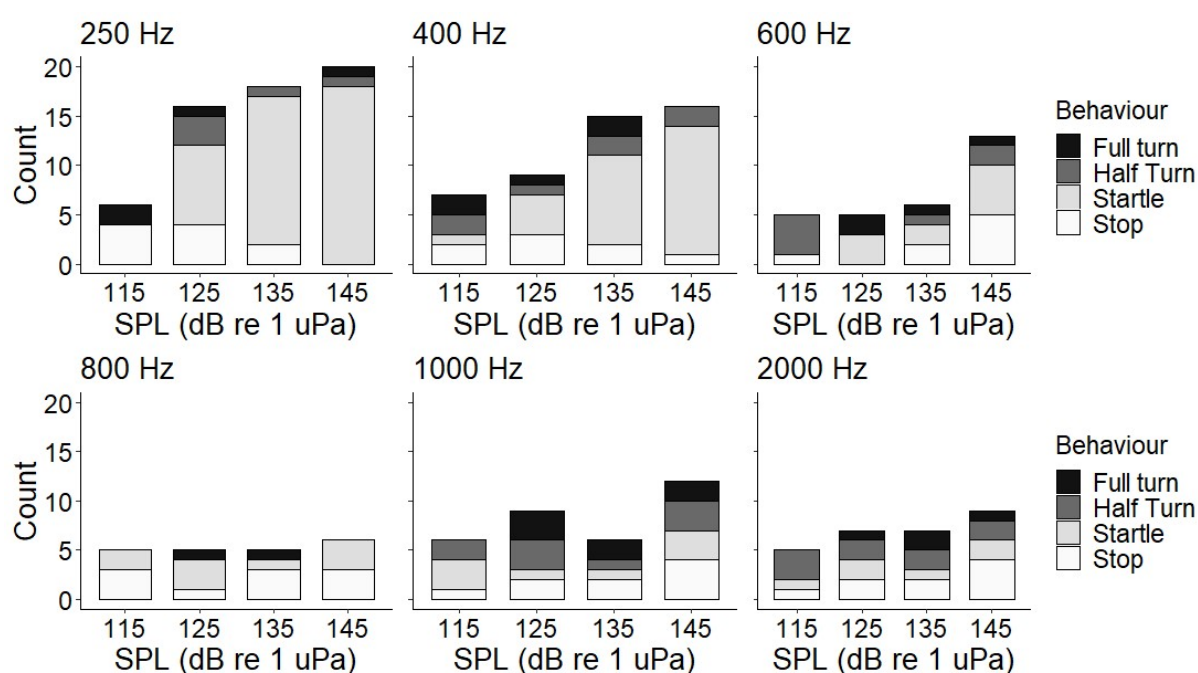 250 Hz
400 Hz
600 Hz
Count
20
15
10
5
0
115 125 135 145
SPL (dB re 1 uPa)
115 125 135 145
SPL (dB re 1 uPa)
115 125 135 145
SPL (dB re 1 uPa)
Behaviour
Full turn
Half Turn
Startle
Stop
800 Hz
1000 Hz
2000 Hz
Count
20
15
10
5
0
115 125 135 145
SPL (dB re 1 uPa)
115 125 135 145
SPL (dB re 1 uPa)
115 125 135 145
SPL (dB re 1 uPa)
Behaviour
Full turn
Half Turn
Startle
Stop